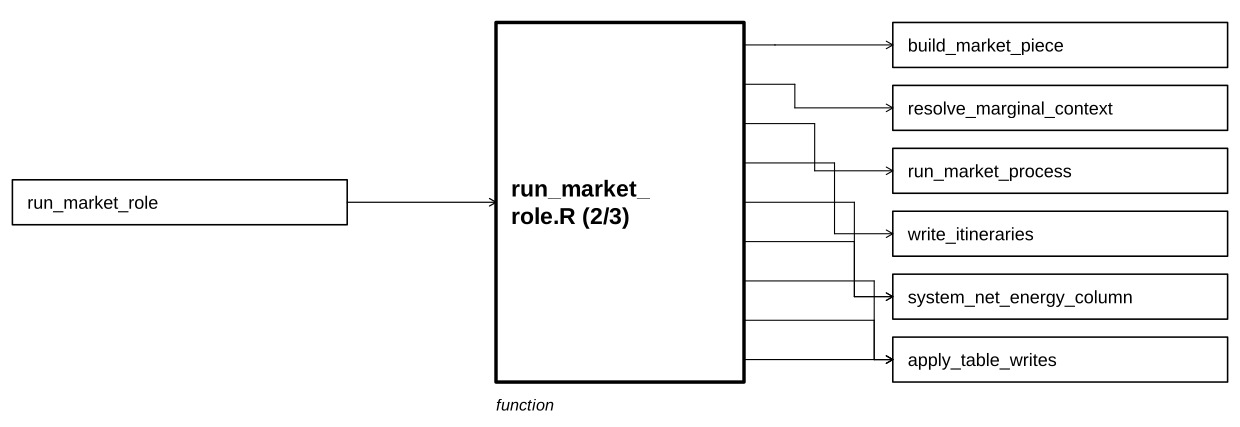 build_market_piece
resolve_marginal_context
run_market_process
run_market_
role.R (2/3)
run_market_role
write_itineraries
system_net_energy_column
apply_table_writes
function